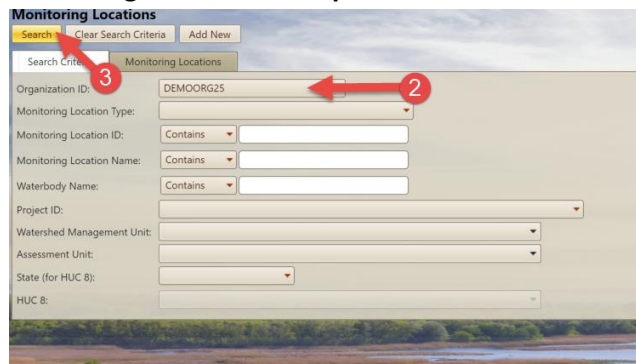 Monitoring Locations
Search Clear Search Criteria Add New
Search Monitoring Locations
3
Organization ID: DEMOORG25 2
Monitoring Location Type:
Monitoring Location ID: Contains
Monitoring Location Name: Contains
Waterbody Name: Contains
Project ID:
Watershed Management Unit:
Assessment Unit:
State (for HUC 8):
HUC 8: